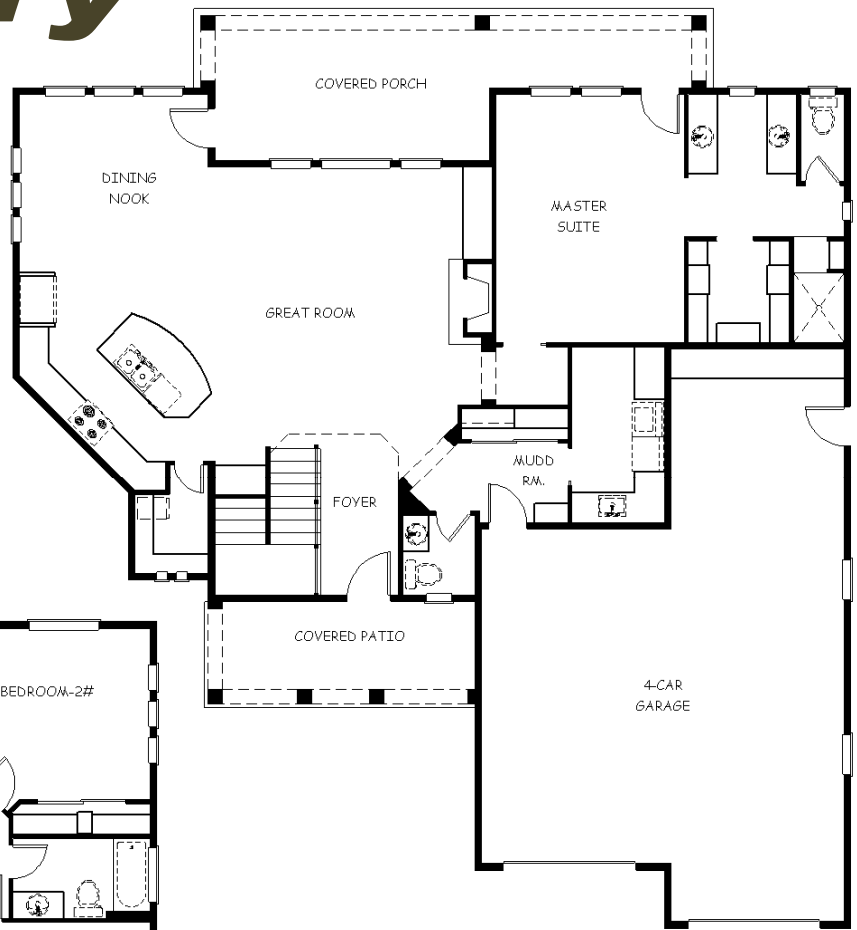 COVERED PORCH
DINING
NOOK
MASTER
SUITE
GREAT ROOM
MUDD
RM.
FOYER
COVERED PATIO
BEDROOM-2#
4-CAR
GARAGE